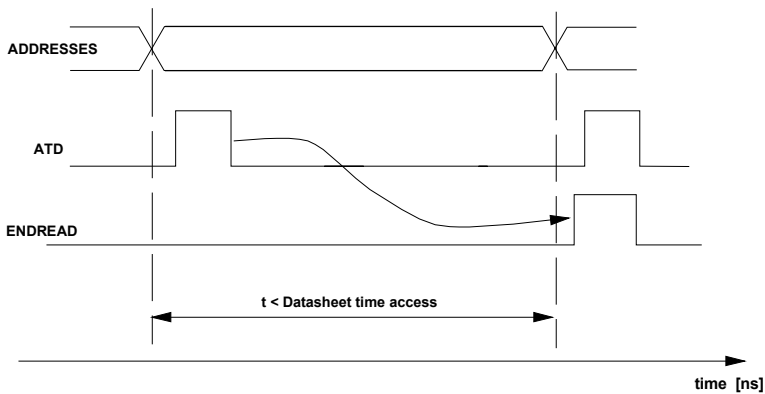 ADDRESSES
ATD
ENDREAD
t < Datasheet time access
time [ns]